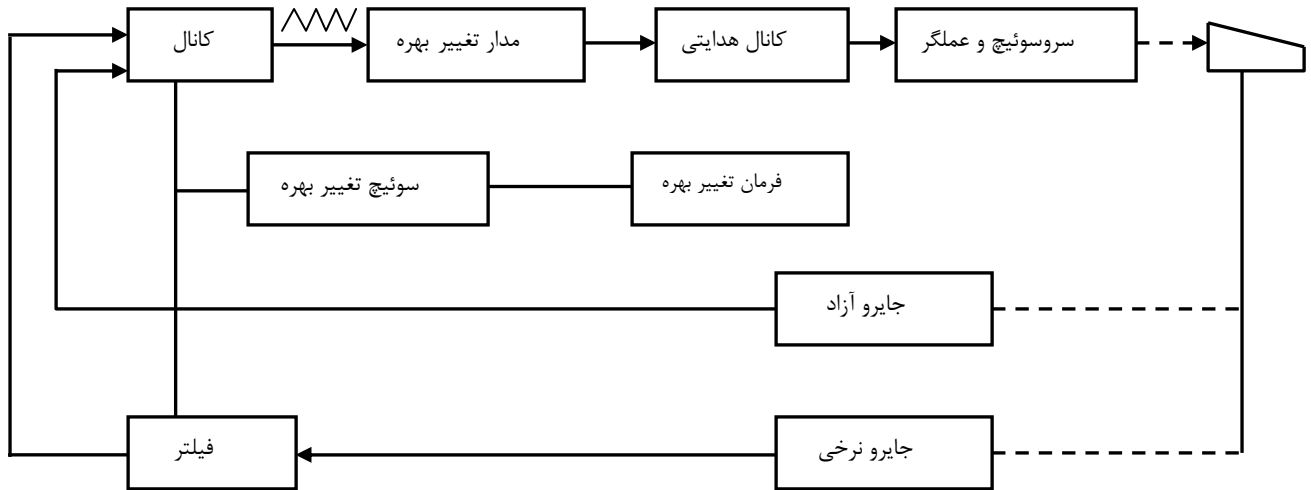 کانال
مدار تغییر بهره
کانال هدایتی
سروسوئیچ و عملگر
سوئیچ تغییر بهره
فرمان تغییر بهره
جایرو آزاد
فیلتر
جایرو نرخی